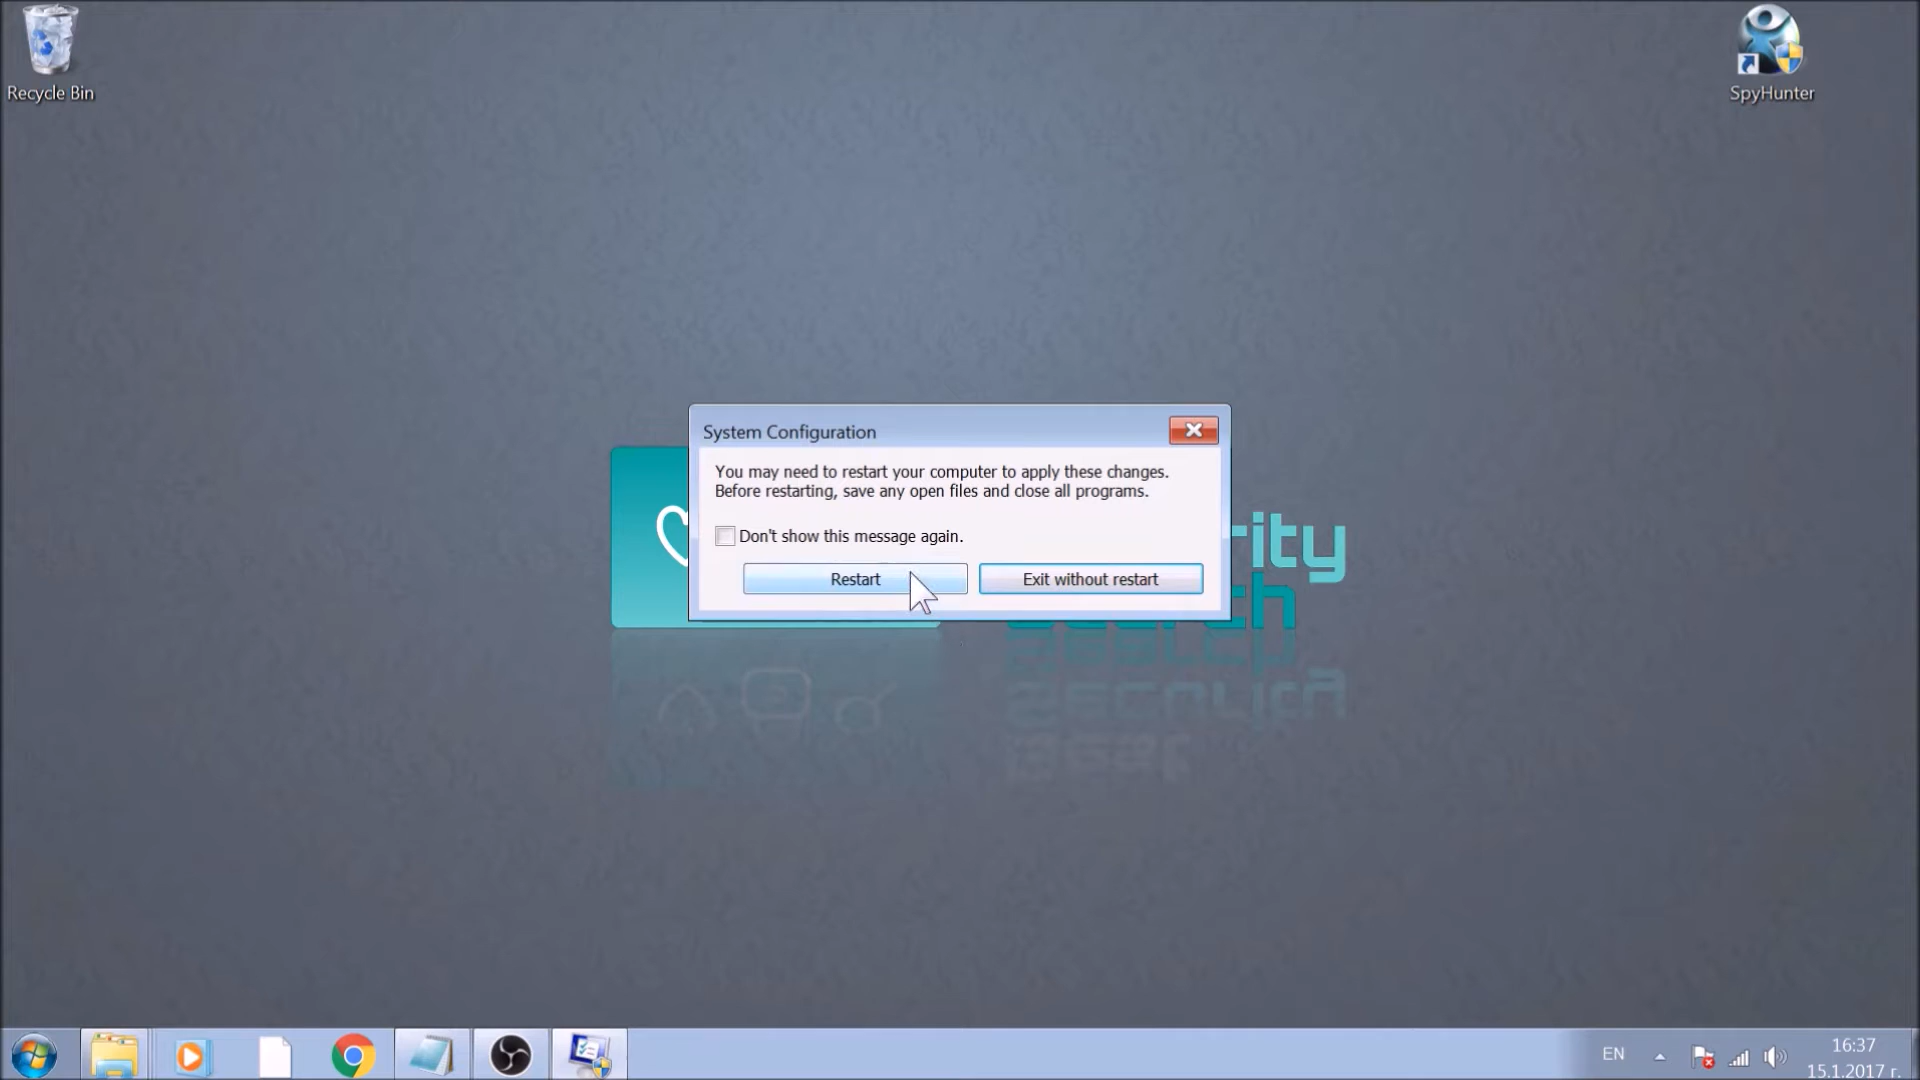 Recycle Bin
SpyHunter
System Configuration
You may need to restart your computer to apply these changes.
Before restarting, save any open files and close all programs.
Don't show this message again.
Restart
Exit without restart
EN
16:37
15.1.2017 г.